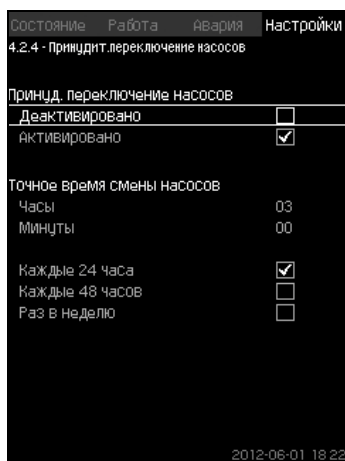 Состояние Работа Авария Настройки
4.2.4 - Принудит.переключение насосов
Принуд. переключение насосов
Деактивировано
Активировано
Точное время смены насосов
Часы 03
Минуты 00
Каждые 24 часа
Каждые 48 часов
Раз в неделю
2012-06-01 18:22